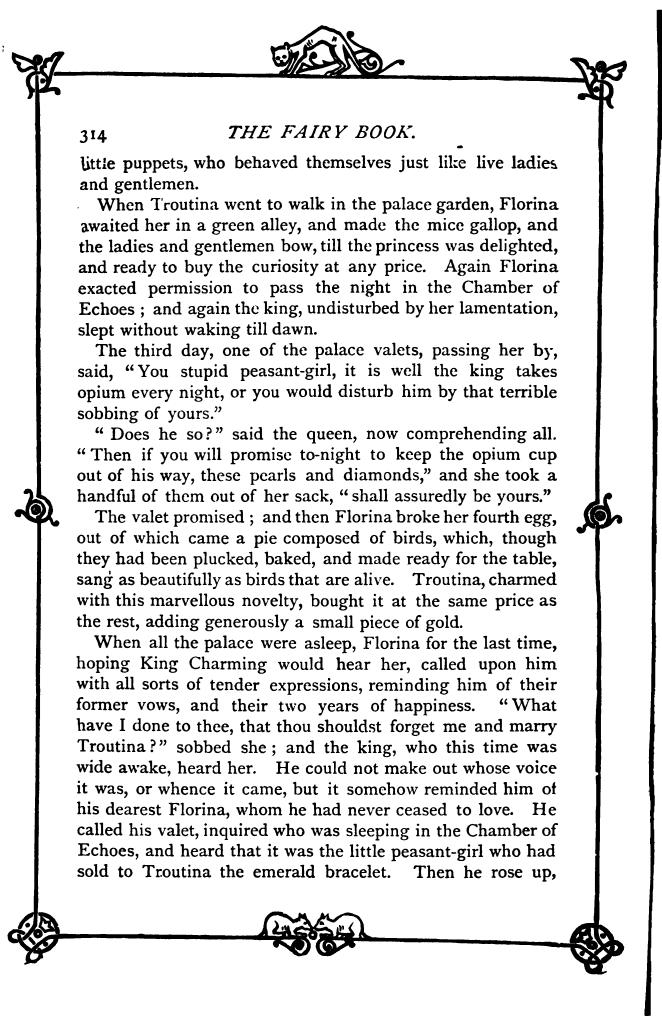 314 THE FAIRY BOOK.
little puppets, who behaved themselves just like live ladies
and gentlemen.
When Troutina went to walk in the palace garden, Florina
awaited her in a green alley, and made the mice gallop, and
the ladies and gentlemen bow, till the princess was delighted,
and ready to buy the curiosity at any price. Again Florina
exacted permission to pass the night in the Chamber of
Echoes ; and again the king, undisturbed by her lamentation,
slept without waking till dawn.
The third day, one of the palace valets, passing her by,
said, “You stupid peasant-girl, it is well the king takes
opium every night, or you would disturb him by that terrible
sobbing of yours.”
“ Does he so?” said the queen, now comprehending all.
“ Then if you will promise to-night to keep the opium cup
out of his way, these pearls and diamonds,” and she took a
handful of them out of her sack, “shall assuredly be yours.”
The valet promised ; and then Florina broke her fourth egg,
out of which came a pie composed of birds, which, though
they had been plucked, baked, and made ready for the table,
sang as beautifully as birds that are alive. Troutina, charmed
with this marvellous novelty, bought it at the same price as
the rest, adding generously a small piece of gold.
When all the palace were asleep, Florina for the last time,
hoping King Charming would hear her, called upon him
with all sorts of tender expressions, reminding him of their
former vows, and their two years of happiness. “What
have I done to thee, that thou shouldst forget me and marry
Troutina?” sobbed she ; and the king, who this time was
wide awake, heard her. He could not make out whose voice
it was, or whence it came, but it somehow reminded him of
his dearest Florina, whom he had never ceased to love. He
called his valet, inquired who was sleeping in the Chamber of
Echoes, and heard that it was the little peasant-girl who had
sold to Troutina the emerald bracelet. Then he rose up,